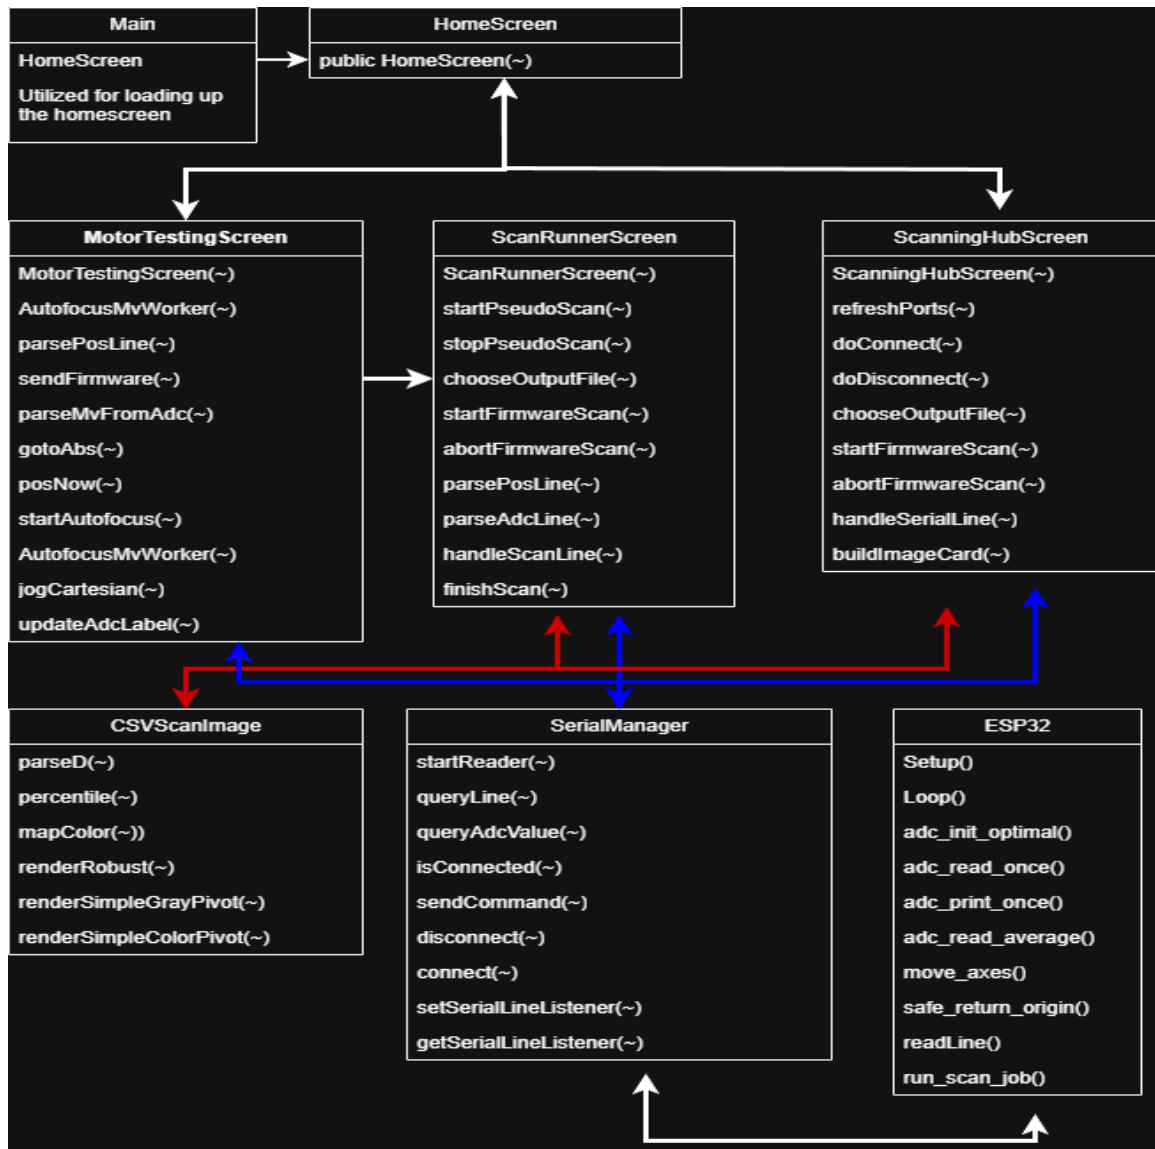 Main
HomeScreen
Utilized for loading up
the homescreen
HomeScreen
public HomeScreen(~)
MotorTestingScreen
MotorTestingScreen(~)
AutofocusMvWorker(~)
parsePosLine(~)
sendFirmware(~)
parseMvFromAdc(~)
gotoAbs(~)
posNow(~)
startAutofocus(~)
AutofocusMvWorker(~)
jogCartesian(~)
updateAdcLabel(~)
ScanRunnerScreen
ScanRunnerScreen(~)
startPseudoScan(~)
stopPseudoScan(~)
chooseOutputFile(~)
startFirmwareScan(~)
abortFirmwareScan(~)
parsePosLine(~)
parseAdcLine(~)
handleScanLine(~)
finishScan(~)
ScanningHubScreen
ScanningHubScreen(~)
refreshPorts(~)
doConnect(~)
doDisconnect(~)
chooseOutputFile(~)
startFirmwareScan(~)
abortFirmwareScan(~)
handleSerialLine(~)
buildImageCard(~)
CSVScanImage
parseD(~)
percentile(~)
mapColor(~))
renderRobust(~)
renderSimpleGrayPivot(~)
renderSimpleColorPivot(~)
SerialManager
startReader(~)
queryLine(~)
queryAdcValue(~)
isConnected(~)
sendCommand(~)
disconnect(~)
connect(~)
setSerialLineListener(~)
getSerialLineListener(~)
ESP32
Setup()
Loop()
adc_init_optimal()
adc_read_once()
adc_print_once()
adc_read_average()
move_axes()
safe_return_origin()
readLine()
run_scan_job()